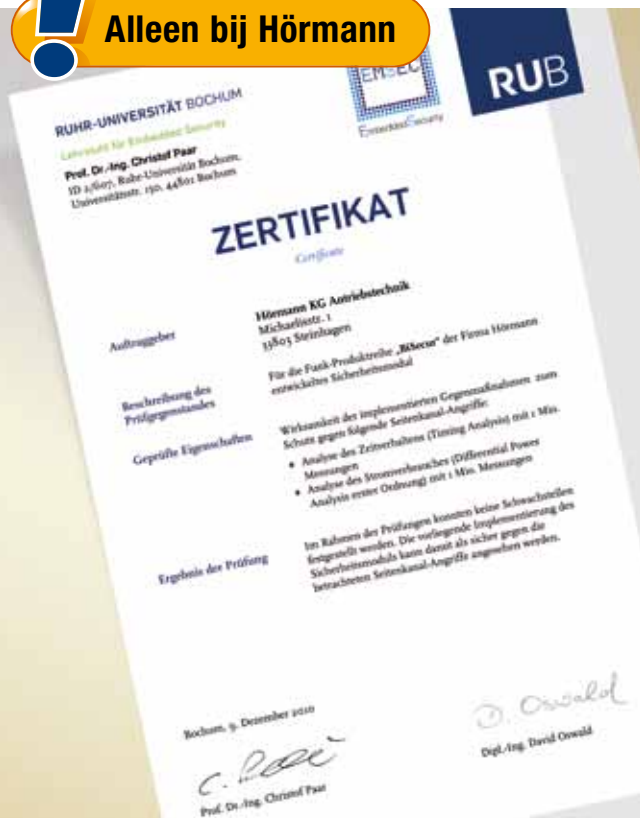 Alleen bij Hörmann
RUHR-UNIVERSITÄT BOCHUM
Lehrstuhl für Embedded Security
Prof. Dr.-Ing. Christof Paar
ID 2/607, Ruhr-Universität Bochum,
Universitätsstr. 150, 44801 Bochum
EMSEC
Embedded Security
RUB
ZERTIFIKAT
Certificate
Auftraggeber
Hörmann KG Antriebstechnik
Michaelisstr. 1
33803 Steinhagen
Beschreibung des
Prüfgegenstandes
Für die Funk-Produktreihe „BiSecur" der Firma Hörmann
entwickeltes Sicherheitsmodul
Geprüfte Eigenschaften
Wirksamkeit der implementierten Gegenmaßnahmen zum
Schutz gegen folgende Seitenkanal-Angriffe:
• Analyse des Zeitverhaltens (Timing Analysis) mit 1 Mio.
Messungen
• Analyse des Stromverbrauches (Differential Power
Analysis erster Ordnung) mit 1 Mio. Messungen
Ergebnis der Prüfung
Im Rahmen der Prüfungen konnten keine Schwachstellen
festgestellt werden. Die vorliegende Implementierung des
Sicherheitsmoduls kann damit als sicher gegen die
betrachteten Seitenkanal-Angriffe angesehen werden.
Bochum, 9. Dezember 2010
C. Paar
Prof. Dr.-Ing. Christof Paar
D. Oswald
Dipl.-Ing. David Oswald